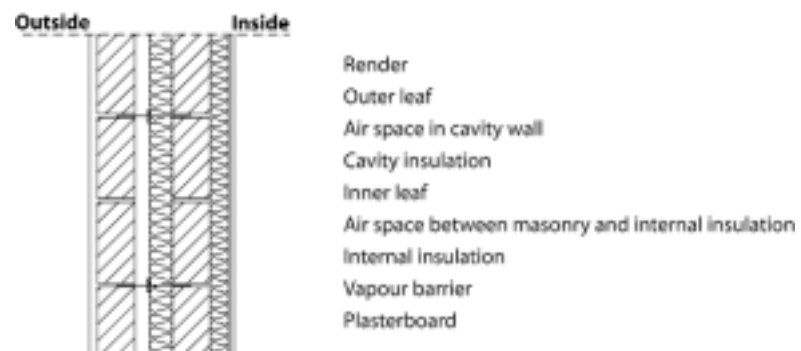 Outside Inside
Render
Outer leaf
Air space in cavity wall
Cavity insulation
Inner leaf
Air space between masonry and internal insulation
Internal insulation
Vapour barrier
Plasterboard